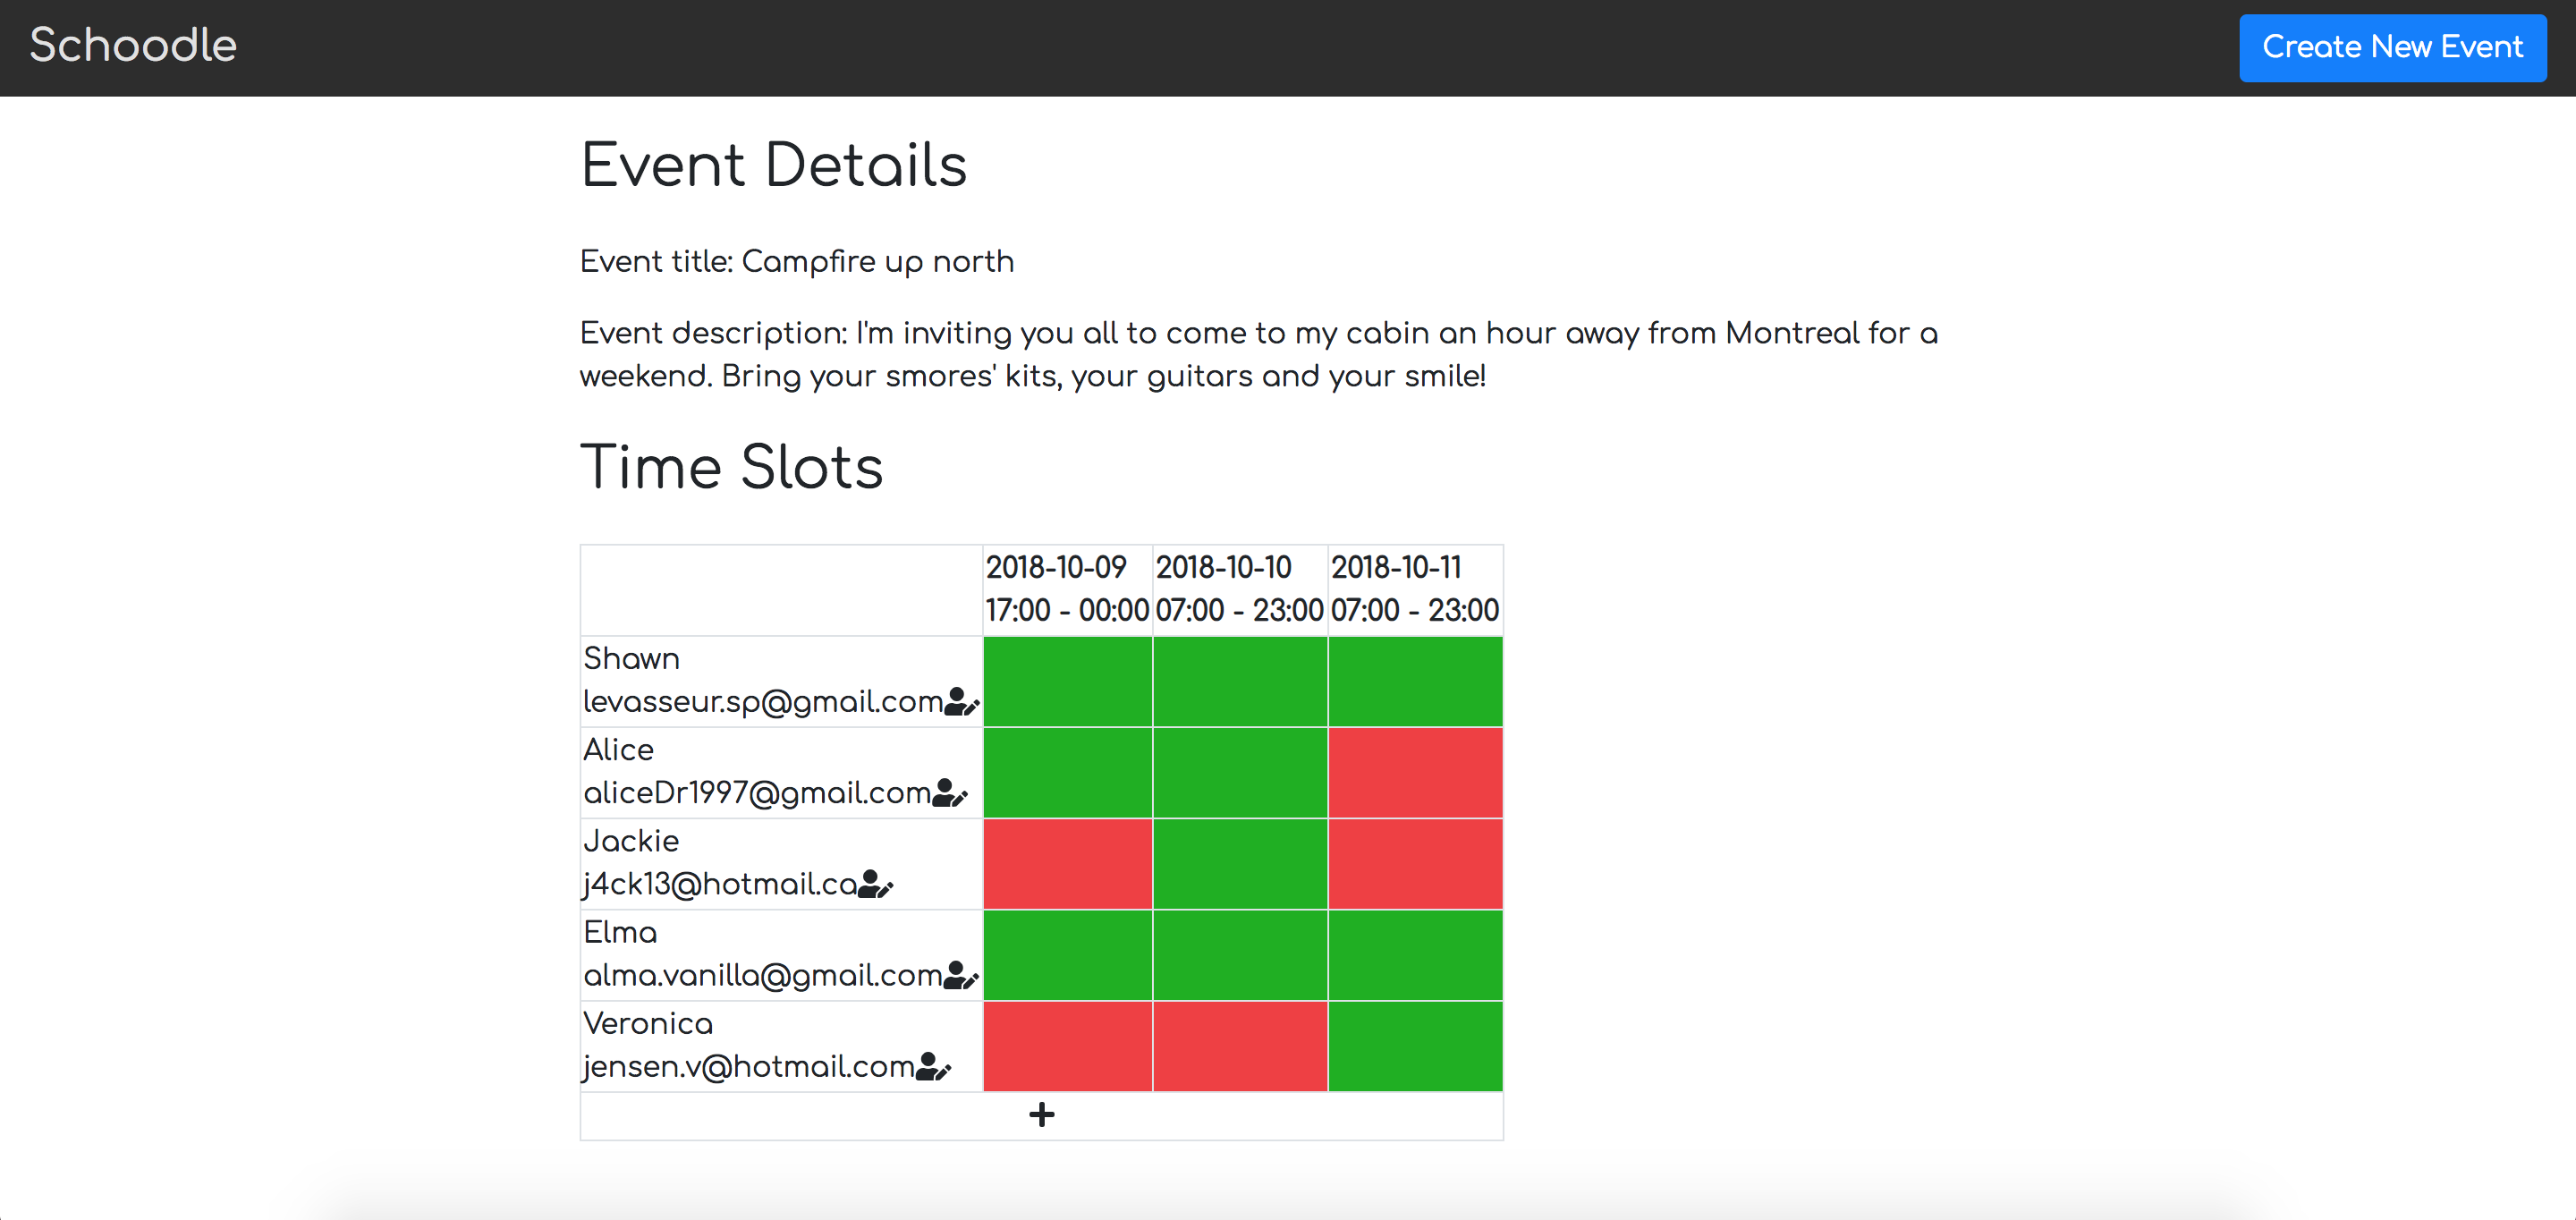 Schoodle
Create New Event
Event Details
Event title: Campfire up north
Event description: I'm inviting you all to come to my cabin an hour away from Montreal for a
weekend. Bring your smores' kits, your guitars and your smile!
Time Slots
2018-10-09 2018-10-10 2018-10-11
17:00 - 00:00 07:00 - 23:00 07:00 - 23:00
Shawn
levasseur.sp@gmail.com
Alice
aliceDr1997@gmail.com
Jackie
j4ck13@hotmail.ca
Elma
alma.vanilla@gmail.com
Veronica
jensen.v@hotmail.com